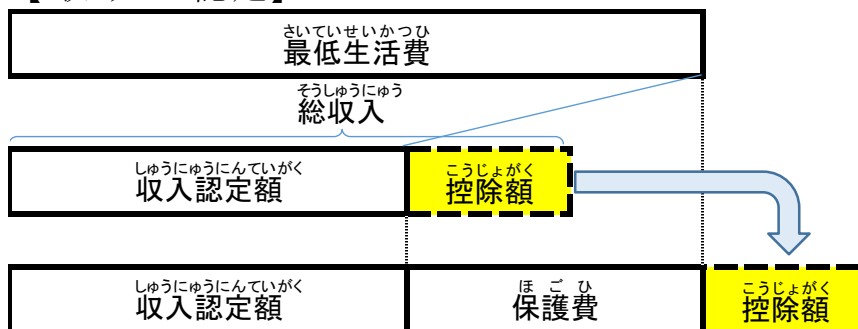 さいていせいかつひ
最低生活費
そうしゅうにゅう
総収入
しゅうにゅうにんていがく こうじょがく
収入認定額 控除額
しゅうにゅうにんていがく ほごひ こうじょがく
収入認定額 保護費 控除額